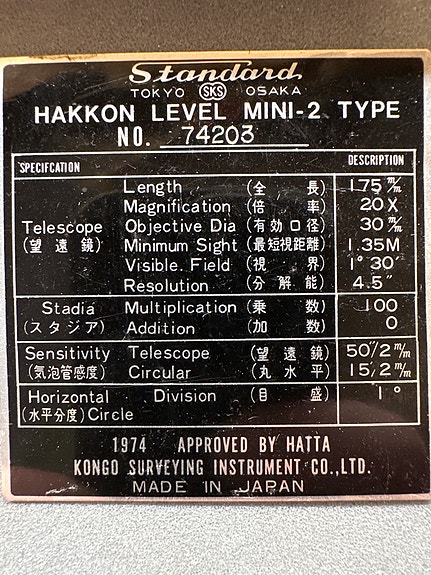 Standard
TOKYO SKS OSAKA
HAKKON LEVEL MINI-2 TYPE
NO. 74203
SPECIFCATION DESCRIPTION
Telescope (望遠鏡)
Length (全長) 175 m/m
Magnification (倍率) 20X
Objective Dia (有効口径) 30 m/m
Minimum Sight (最短視距離) 1.35M
Visible. Field (視界) 1° 30′
Resolution (分解能) 4.5″
Stadia (スタジア)
Multiplication (乗数) 100
Addition (加数) 0
Sensitivity (気泡管感度)
Telescope (望遠鏡) 50″/2 m/m
Circular (丸水平) 15′/2 m/m
Horizontal Division (目盛) 1°
(水平分度) Circle
1974 APPROVED BY HATTA
KONGO SURVEYING INSTRUMENT CO.,LTD.
MADE IN JAPAN